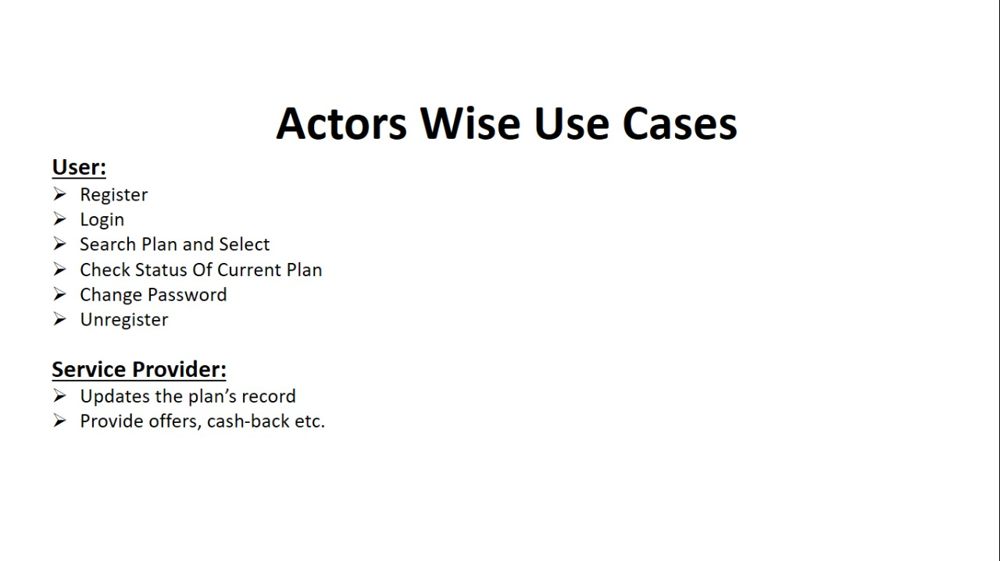 Actors Wise Use Cases
User:
➢ Register
➢ Login
➢ Search Plan and Select
➢ Check Status Of Current Plan
➢ Change Password
➢ Unregister
Service Provider:
➢ Updates the plan’s record
➢ Provide offers, cash-back etc.